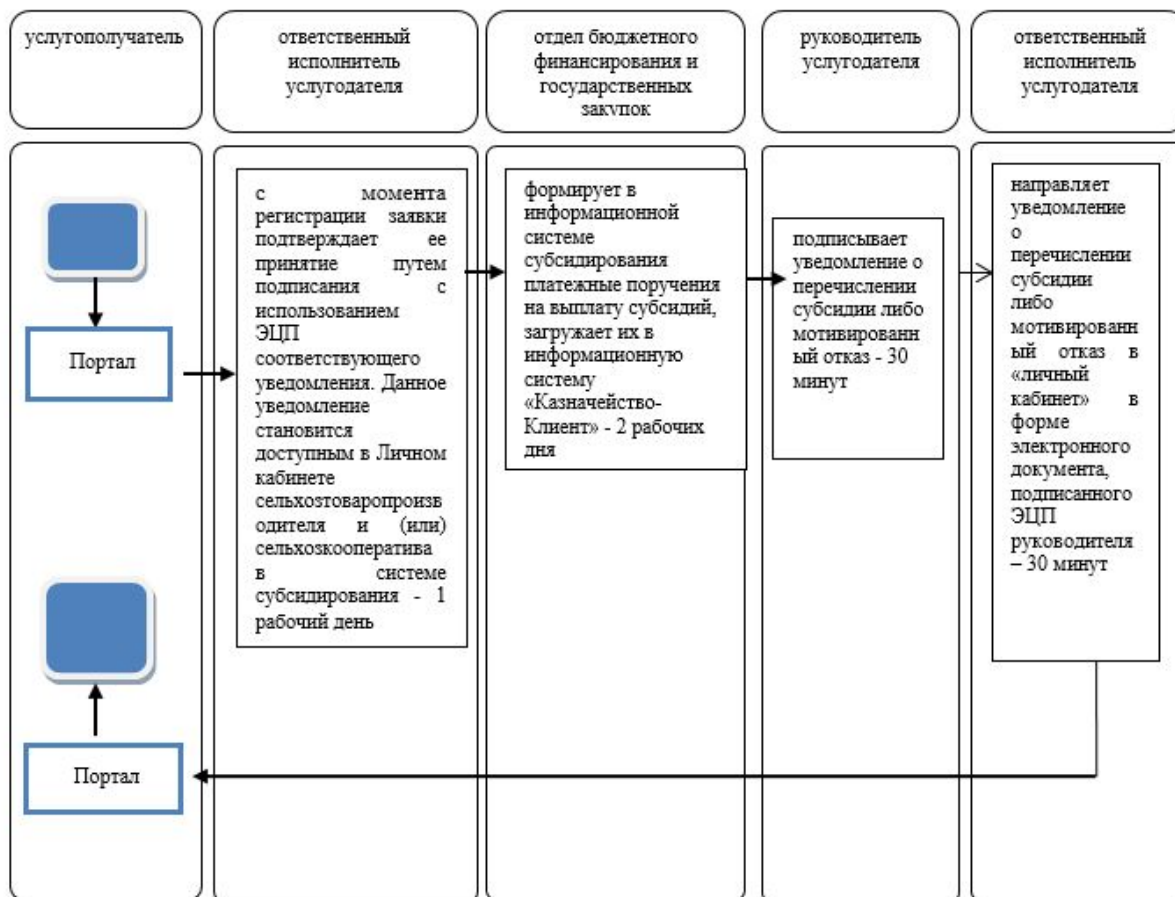 услугополучатель
ответственный
исполнитель
услугодателя
отдел бюджетного
финансирования и
государственных
закупок
руководитель
услугодателя
ответственный
исполнитель
услугодателя
Портал
с момента
регистрации заявки
подтверждает ее
принятие путем
подписания с
использованием
ЭЦП
соответствующего
уведомления. Данное
уведомление
становится
доступным в Личном
кабинете
сельхозтоваропроизв
одителя и (или)
сельхозкооператива
в системе
субсидирования - 1
рабочий день
формирует в
информационной
системе
субсидирования
платежные поручения
на выплату субсидий,
загружает их в
информационную
систему
«Казначейство-
Клиент» - 2 рабочих
дня
подписывает
уведомление о
перечислении
субсидии либо
мотивированн
ый отказ - 30
минут
направляет
уведомление
о
перечислении
субсидии
либо
мотивированн
ый отказ в
«личный
кабинет» в
форме
электронного
документа,
подписанного
ЭЦП
руководителя
– 30 минут
Портал